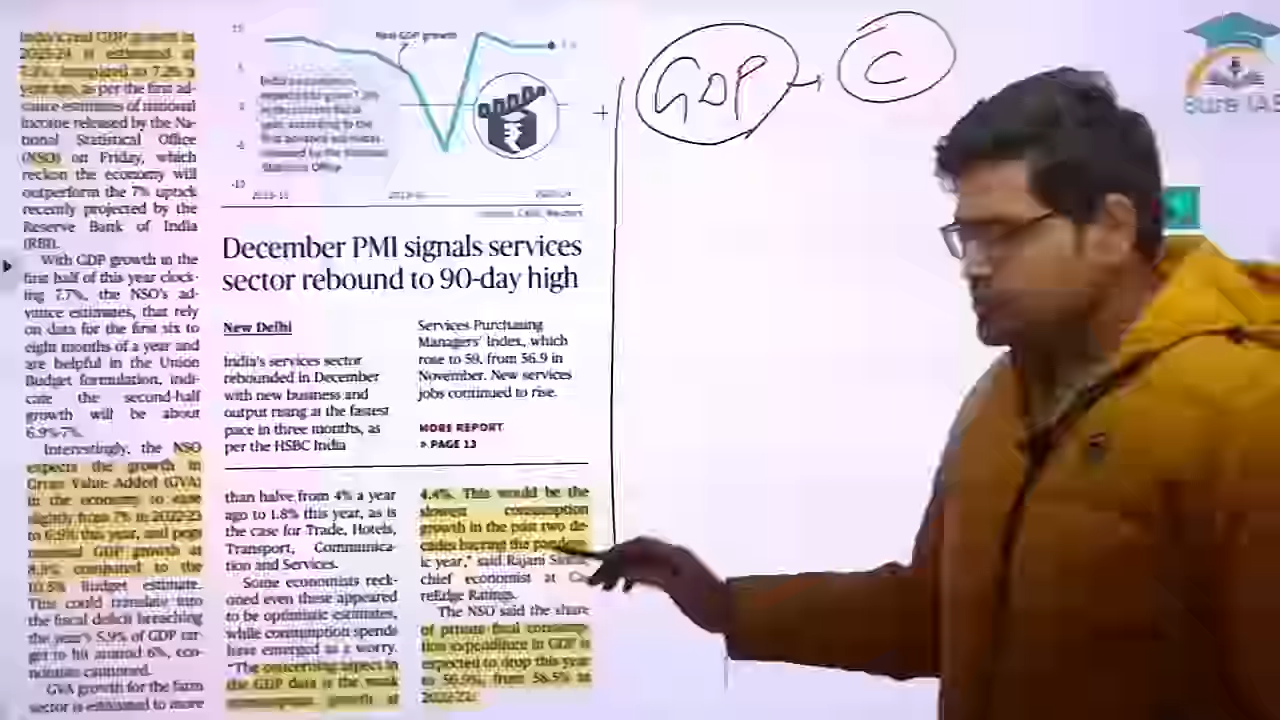 India's real GDP growth in
2023-24 is estimated at
7.3%, compared to 7.2% a
year ago, as per the first ad-
vance estimates of national
income released by the Na-
tional Statistical Office
(NSO) on Friday, which
reckon the economy will
outperform the 7% uptick
recently projected by the
Reserve Bank of India
(RBI).
With GDP growth in the
first half of this year clock-
ing 7.7%, the NSO's ad-
vance estimates, that rely
on data for the first six to
eight months of a year and
are helpful in the Union
Budget formulation, indi-
cate the second-half
growth will be about
6.9%-7%.
Interestingly, the NSO
expects the growth in
Gross Value Added (GVA)
in the economy to ease
slightly from 7% in 2022-23
to 6.9% this year, and pegs
nominal GDP growth at
8.9% compared to the
10.5% Budget estimate.
This could translate into
the fiscal deficit breaching
the year's 5.9% of GDP tar-
get to hit around 6%, eco-
nomists cautioned.
GVA growth for the farm
sector is estimated to more
Real GDP growth
India's economy
Statistical Office
-10
2023-24
December PMI signals services
sector rebound to 90-day high
New Delhi
India's services sector
rebounded in December
with new business and
output rising at the fastest
pace in three months, as
per the HSBC India
Services Purchasing
Managers' Index, which
rose to 59, from 56.9 in
November. New services
jobs continued to rise.
MORE REPORT
» PAGE 13
than halve from 4% a year
ago to 1.8% this year, as is
the case for Trade, Hotels,
Transport, Communica-
tion and Services.
Some economists reck-
oned even these appeared
to be optimistic estimates,
while consumption spends
have emerged as a worry.
"The concerning aspect in
the GDP data is the weak
consumption growth at
4.4%. This would be the
slowest consumption
growth in the past two de-
cades barring the pandem-
ic year," said Rajani Sinha,
chief economist at Ca-
reEdge Ratings.
The NSO said the share
of private final consump-
tion expenditure in GDP is
expected to drop this year
to 56.9%, from 58.5% in
2022-23.
GDP → C